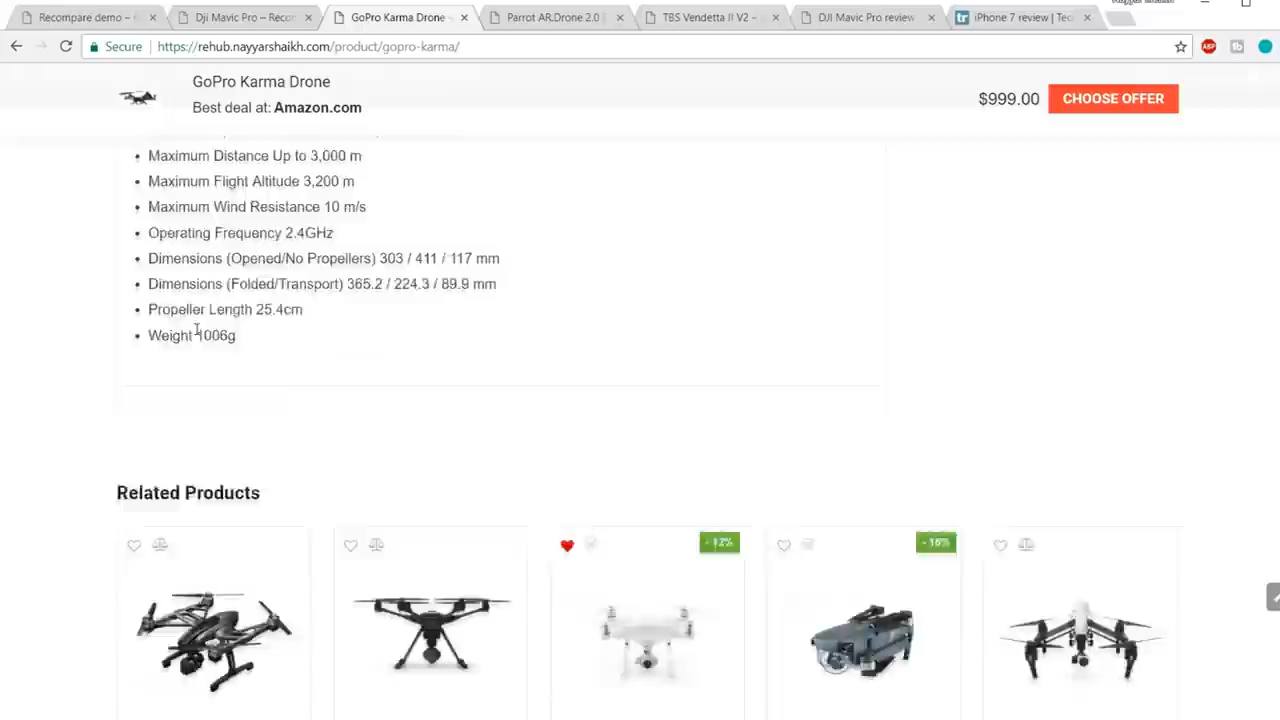 Recompare demo –
Dji Mavic Pro – Recor
GoPro Karma Drone -
Parrot AR.Drone 2.0
TBS Vendetta II V2 -
DJI Mavic Pro review
tr iPhone 7 review | Tec
Secure https://rehub.nayyarshaikh.com/product/gopro-karma/
ABP
GoPro Karma Drone
Best deal at: Amazon.com
$999.00
CHOOSE OFFER
• Maximum Distance Up to 3,000 m
• Maximum Flight Altitude 3,200 m
• Maximum Wind Resistance 10 m/s
• Operating Frequency 2.4GHz
• Dimensions (Opened/No Propellers) 303 / 411 / 117 mm
• Dimensions (Folded/Transport) 365.2 / 224.3 / 89.9 mm
• Propeller Length 25.4cm
• Weight 1006g
Related Products
- 12%
- 16%